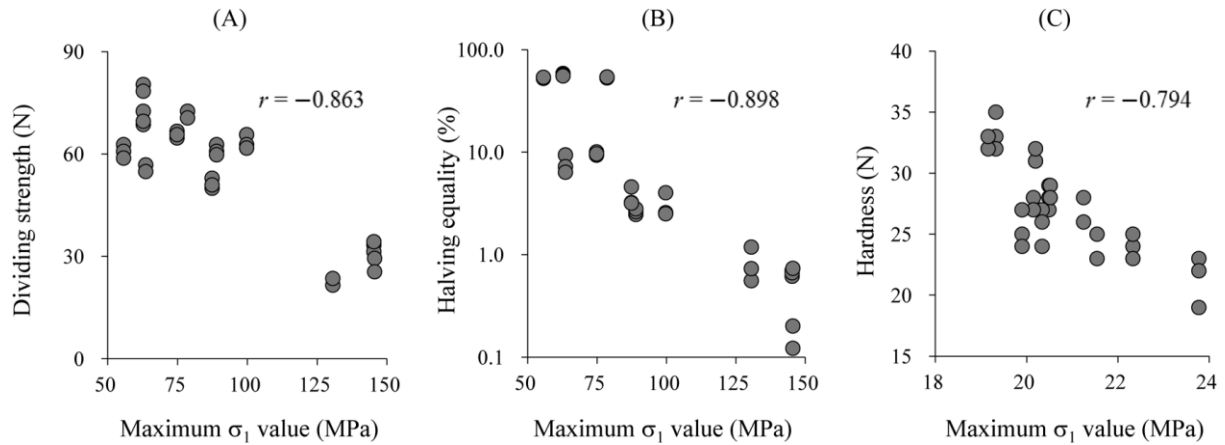 (A)
Dividing strength (N)
90
60
30
0
50
75
100
125
150
r = −0.863
Maximum σ₁ value (MPa)
(B)
Halving equality (%)
100.0
10.0
1.0
0.1
50
75
100
125
150
r = −0.898
Maximum σ₁ value (MPa)
(C)
Hardness (N)
40
35
30
25
20
15
18
20
22
24
r = −0.794
Maximum σ₁ value (MPa)